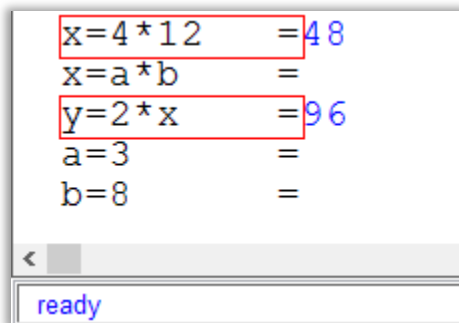 x=4*12 =48
x=a*b =
y=2*x =96
a=3 =
b=8 =
<
ready